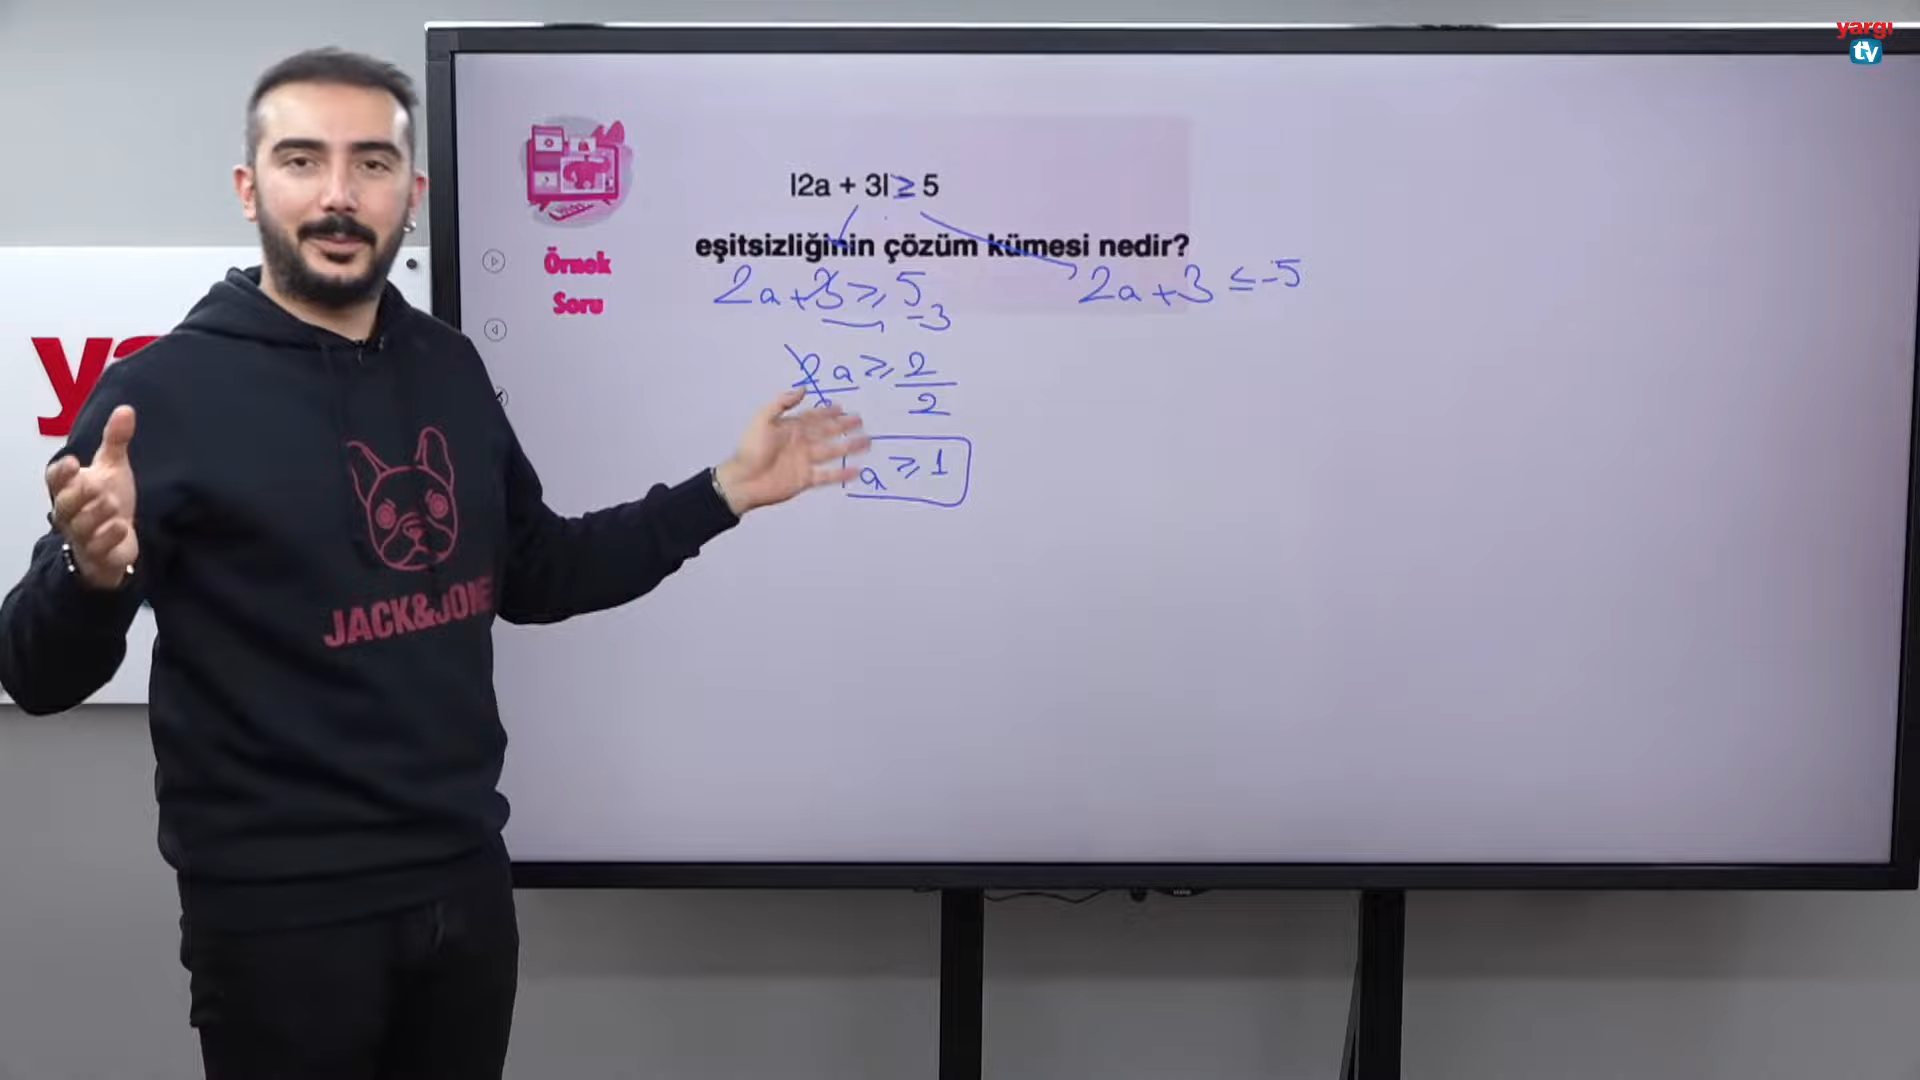 yargı
tv
|2a + 3| ≥ 5
eşitsizliğinin çözüm kümesi nedir?
Örnek
Soru
2a+3 ≥ 5
-3
2a ≥ 2
2
a ≥ 1
2a+3 ≤ -5
JACK&JONE